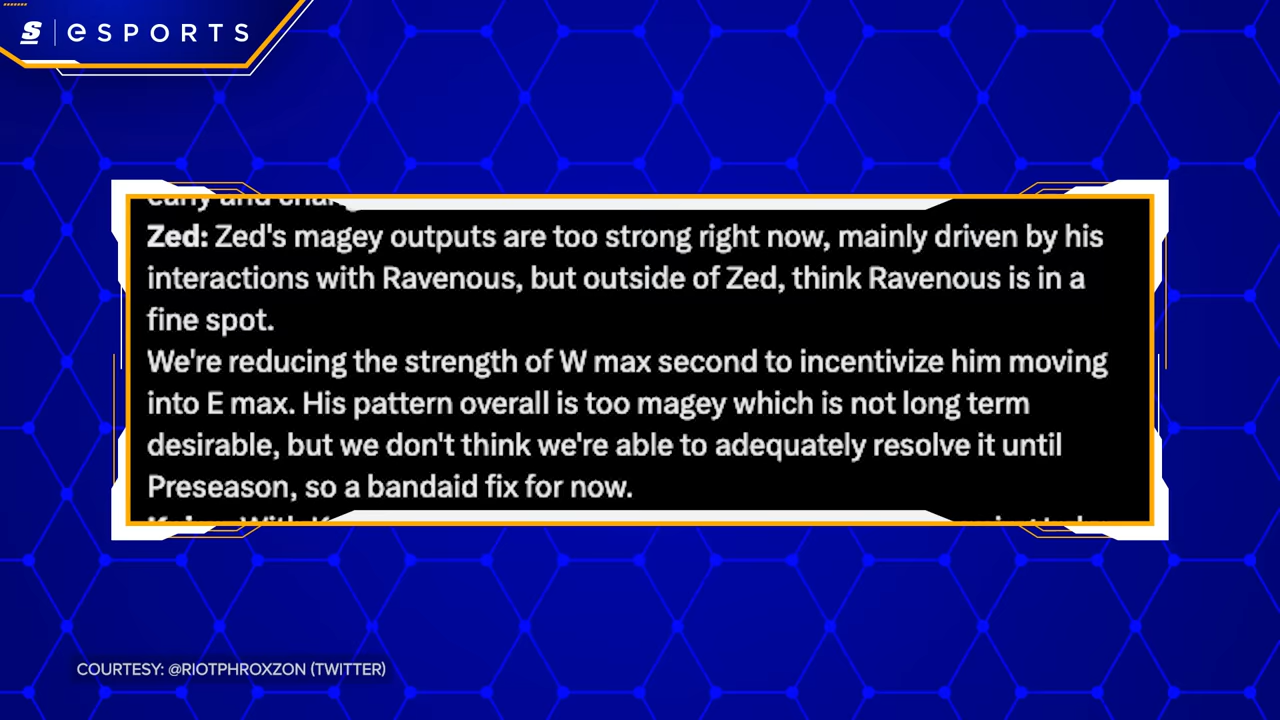 eSPORTS
Zed: Zed's magey outputs are too strong right now, mainly driven by his
interactions with Ravenous, but outside of Zed, think Ravenous is in a
fine spot.
We're reducing the strength of W max second to incentivize him moving
into E max. His pattern overall is too magey which is not long term
desirable, but we don't think we're able to adequately resolve it until
Preseason, so a bandaid fix for now.
COURTESY: @RIOTPHROXZON (TWITTER)